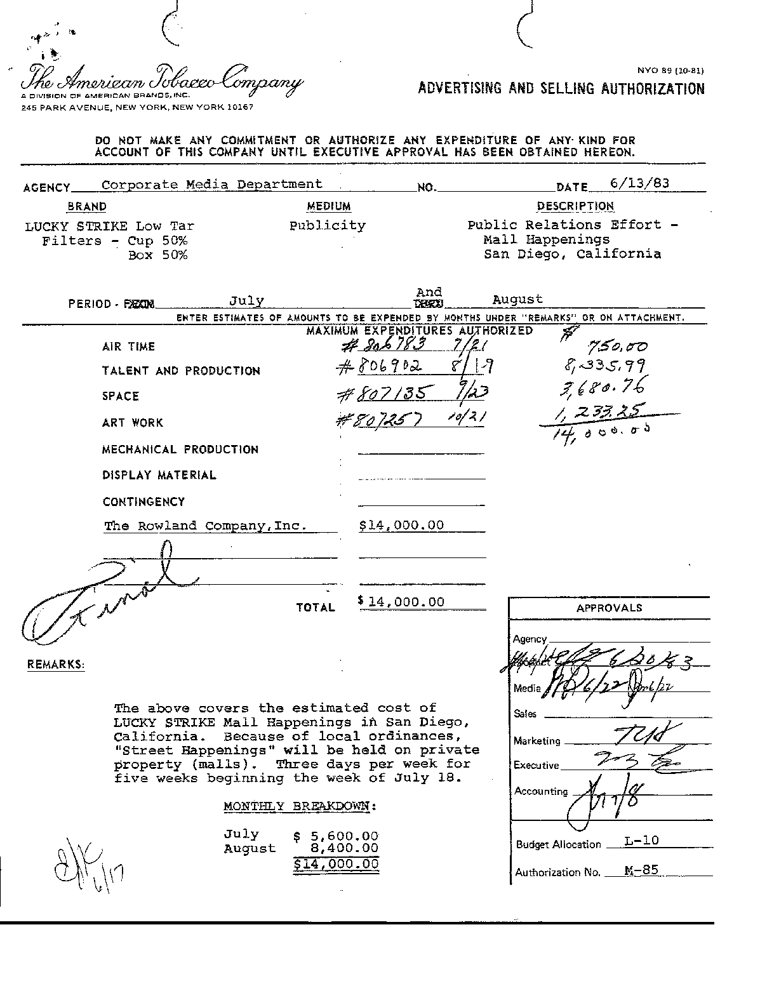 NYO 89 (10-81)
The American Tobacco Company
A DIVISION OF AMERICAN BRANDS, INC.
245 PARK AVENUE, NEW YORK, NEW YORK 10167
ADVERTISING AND SELLING AUTHORIZATION
DO NOT MAKE ANY COMMITMENT OR AUTHORIZE ANY EXPENDITURE OF ANY KIND FOR
ACCOUNT OF THIS COMPANY UNTIL EXECUTIVE APPROVAL HAS BEEN OBTAINED HEREON.
AGENCY Corporate Media Department NO. DATE 6/13/83
BRAND MEDIUM DESCRIPTION
LUCKY STRIKE Low Tar Publicity Public Relations Effort -
Filters - Cup 50% Mall Happenings
Box 50% San Diego, California
And
PERIOD - FROM July THRU August
ENTER ESTIMATES OF AMOUNTS TO BE EXPENDED BY MONTHS UNDER "REMARKS" OR ON ATTACHMENT.
MAXIMUM EXPENDITURES AUTHORIZED $
AIR TIME #806783 7/21 750.00
TALENT AND PRODUCTION #806902 8/19 8,335.99
SPACE #807135 9/23 3,680.76
ART WORK #807257 10/21 1,233.25
14,000.00
MECHANICAL PRODUCTION
DISPLAY MATERIAL
CONTINGENCY
The Rowland Company, Inc. $14,000.00
Final
TOTAL $14,000.00
APPROVALS
Agency
6/20/83
REMARKS:
Media 6/22 6/22
Sales
Marketing
Executive
Accounting
The above covers the estimated cost of
LUCKY STRIKE Mall Happenings in San Diego,
California. Because of local ordinances,
"Street Happenings" will be held on private
property (malls). Three days per week for
five weeks beginning the week of July 18.
MONTHLY BREAKDOWN:
July $ 5,600.00
August 8,400.00
$14,000.00
Budget Allocation L-10
Authorization No. M-85
6/17